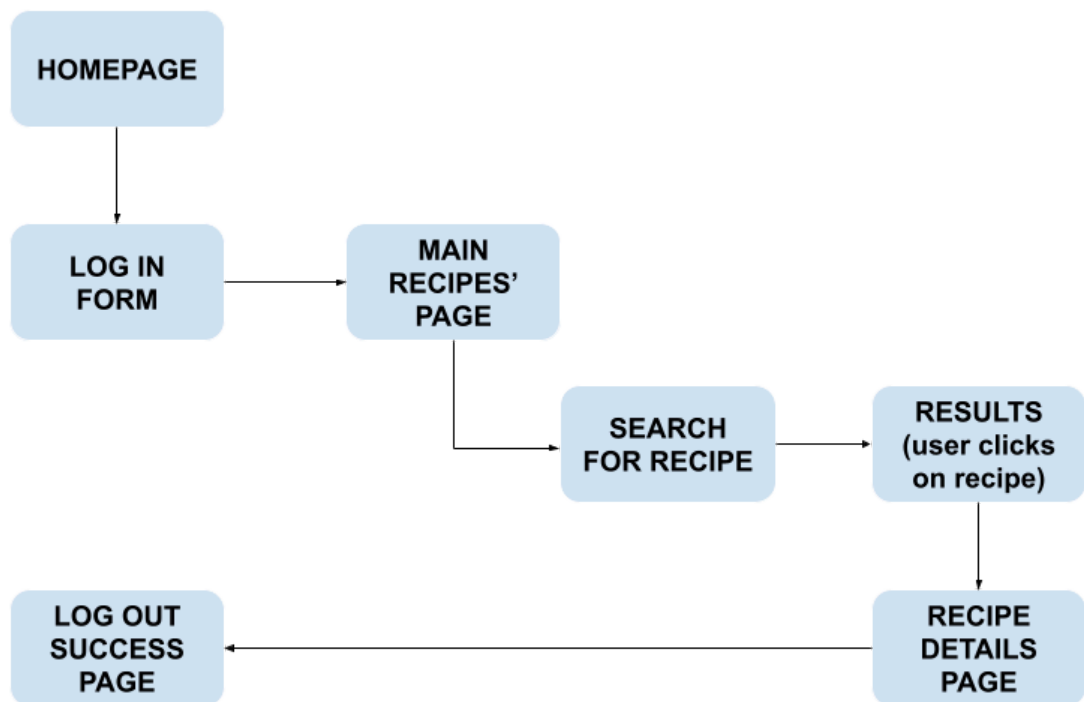 HOMEPAGE
LOG IN
FORM
MAIN
RECIPES’
PAGE
SEARCH
FOR RECIPE
RESULTS
(user clicks
on recipe)
LOG OUT
SUCCESS
PAGE
RECIPE
DETAILS
PAGE